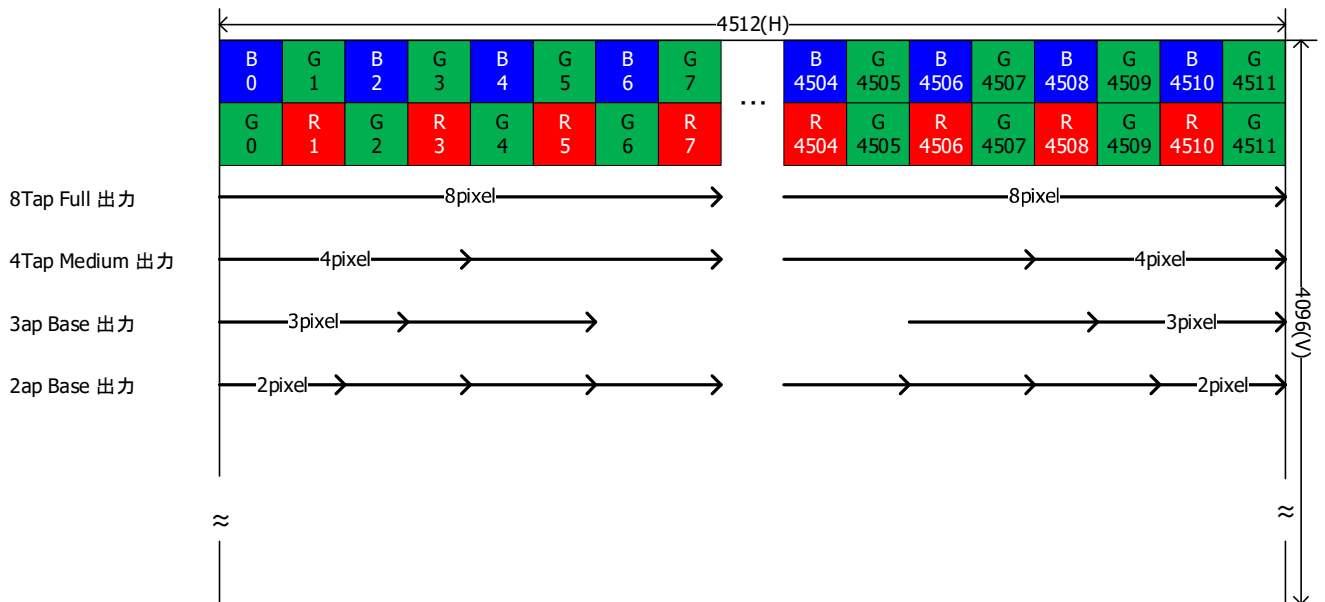 4512(H)
B G B G B G B G B G B G B G B G
0 1 2 3 4 5 6 7 ... 4504 4505 4506 4507 4508 4509 4510 4511
G R G R G R G R R G R G R G R G
0 1 2 3 4 5 6 7 4504 4505 4506 4507 4508 4509 4510 4511
8Tap Full 出力 8pixel 8pixel
4Tap Medium 出力 4pixel 4pixel
3ap Base 出力 3pixel 3pixel
2ap Base 出力 2pixel 2pixel
4096(V)
≈ ≈